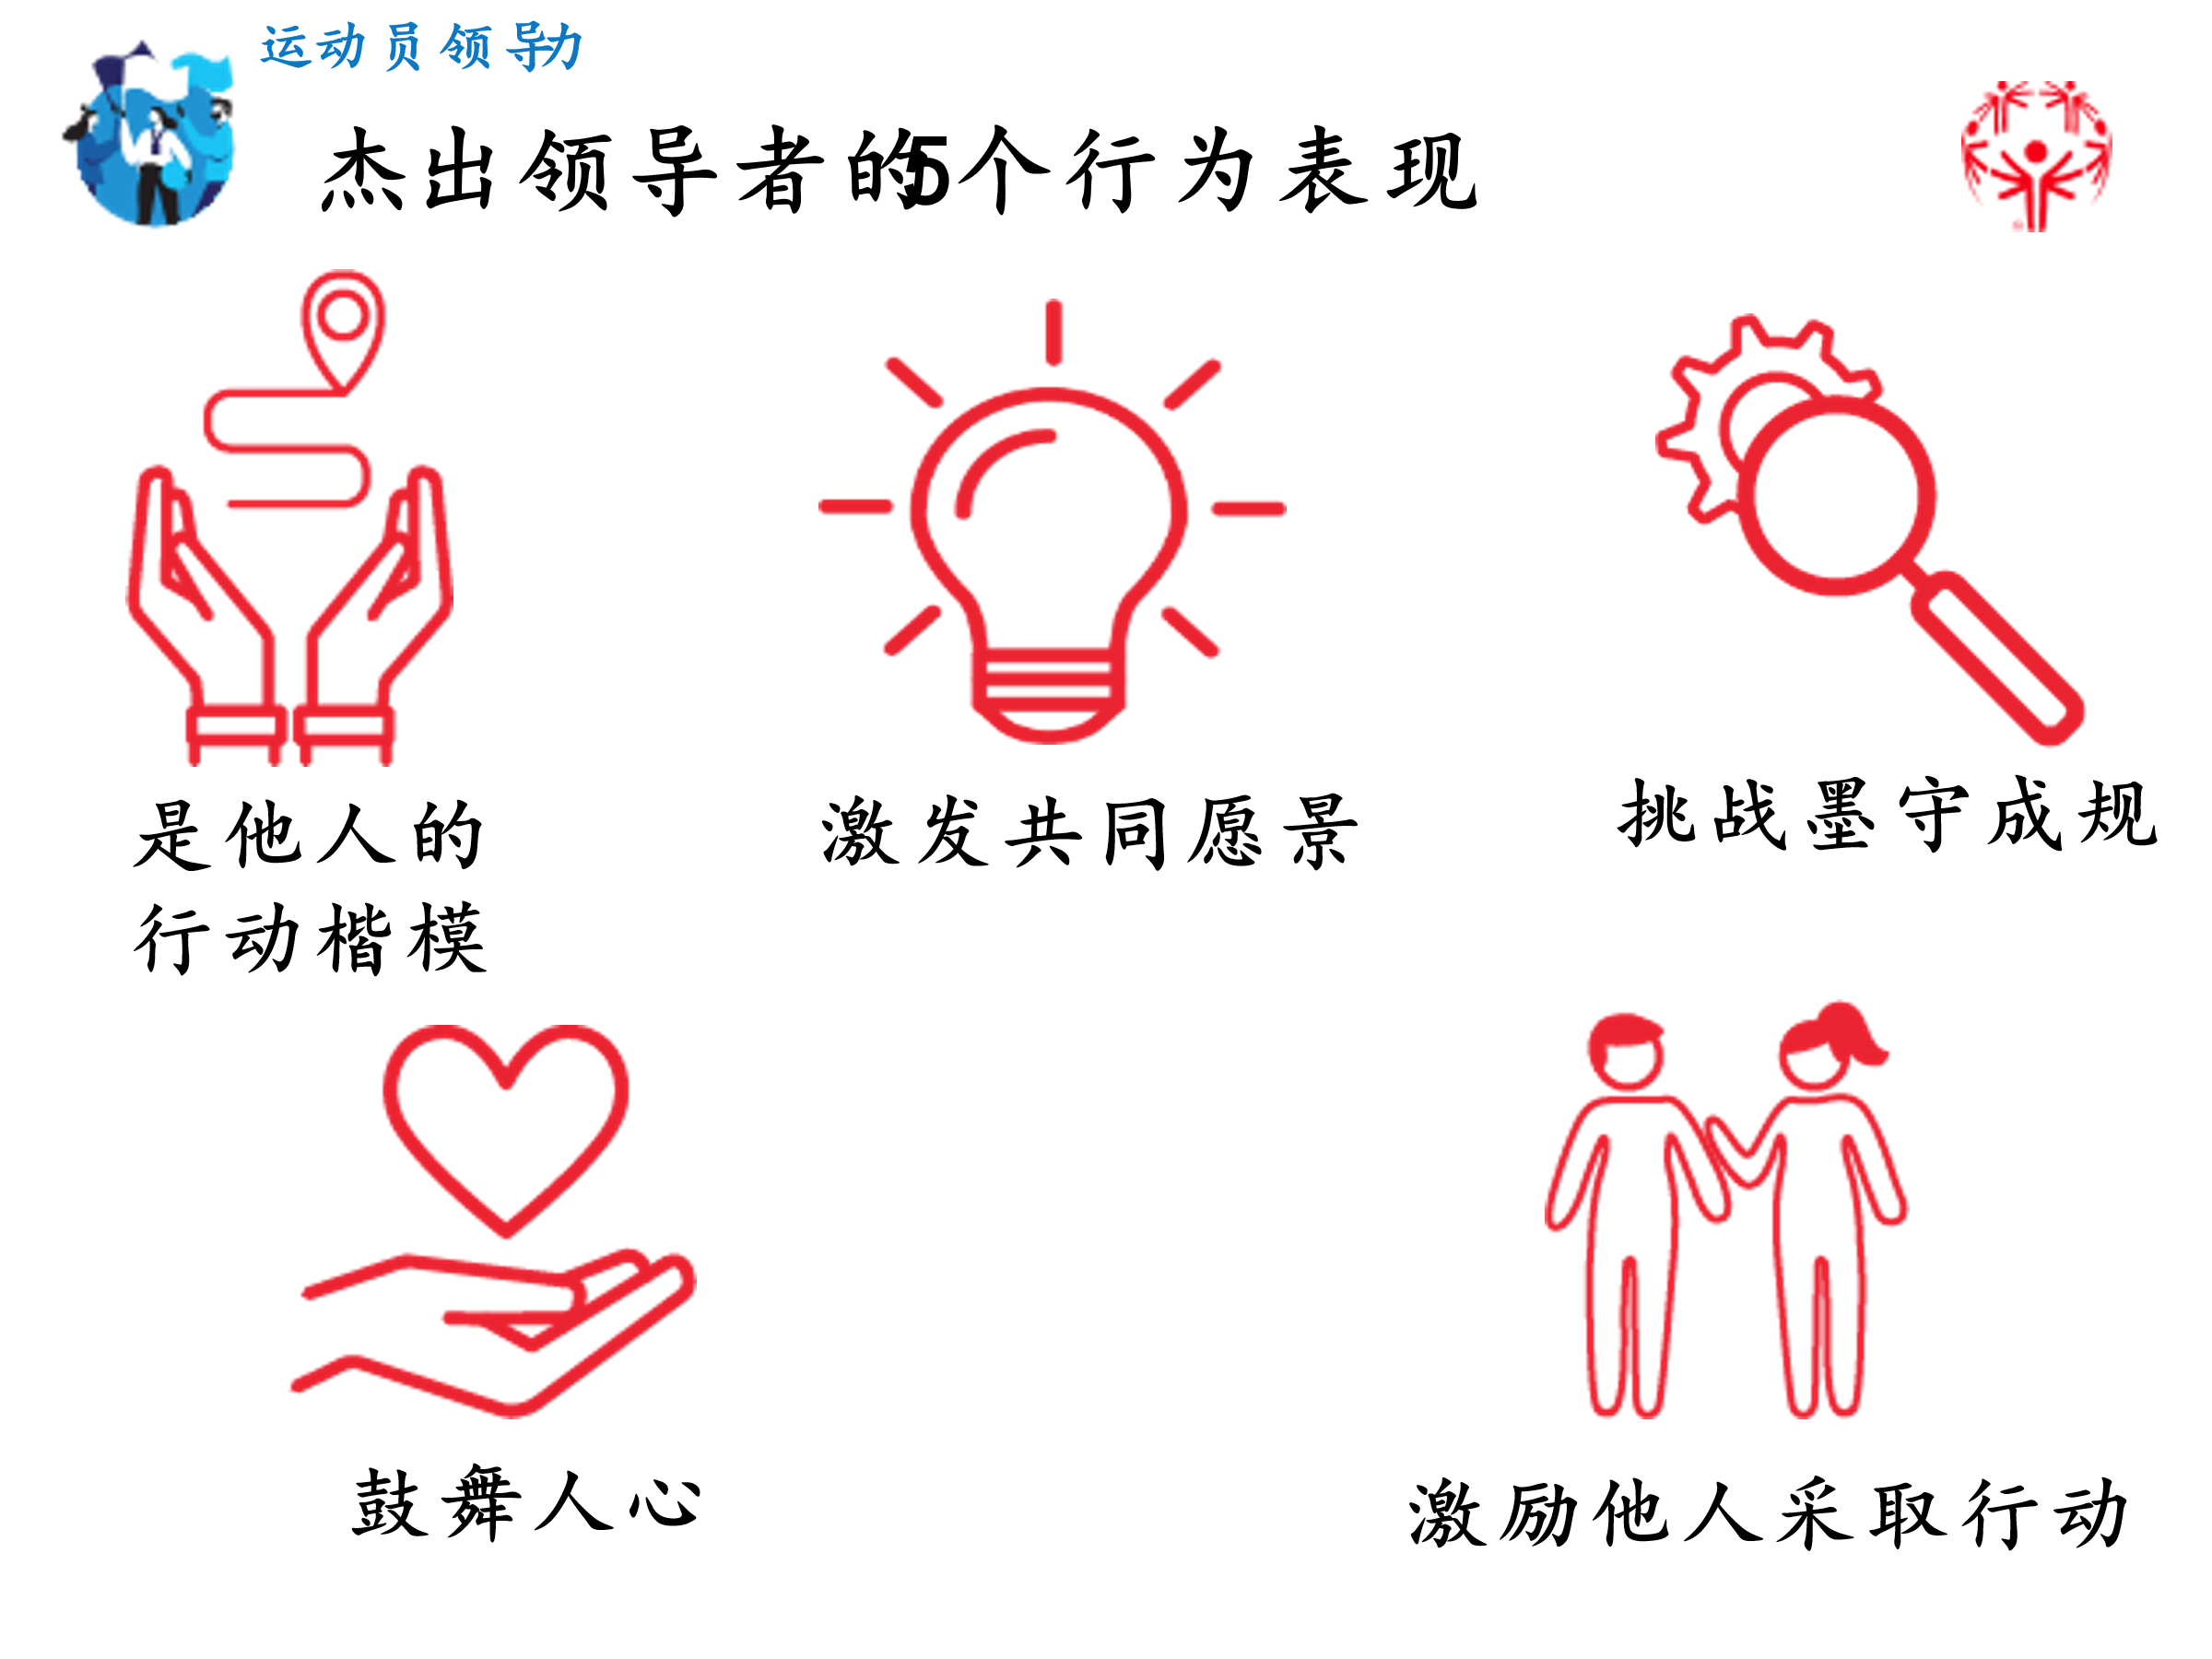 运动员领导力
杰出领导者的5个行为表现
是他人的
行动楷模
激发共同愿景
挑战墨守成规
鼓舞人心
激励他人采取行动